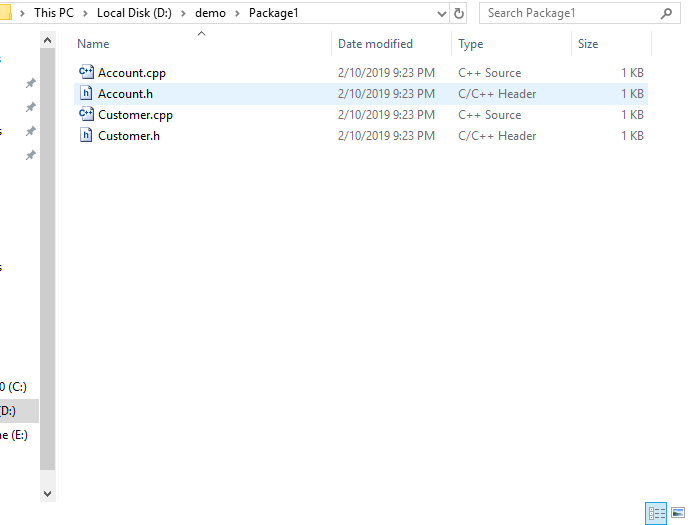 This PC > Local Disk (D:) > demo > Package1
Search Package1
Name Date modified Type Size
Account.cpp 2/10/2019 9:23 PM C++ Source 1 KB
Account.h 2/10/2019 9:23 PM C/C++ Header 1 KB
Customer.cpp 2/10/2019 9:23 PM C++ Source 1 KB
Customer.h 2/10/2019 9:23 PM C/C++ Header 1 KB
s
s
0 (C:)
(D:)
ne (E:)